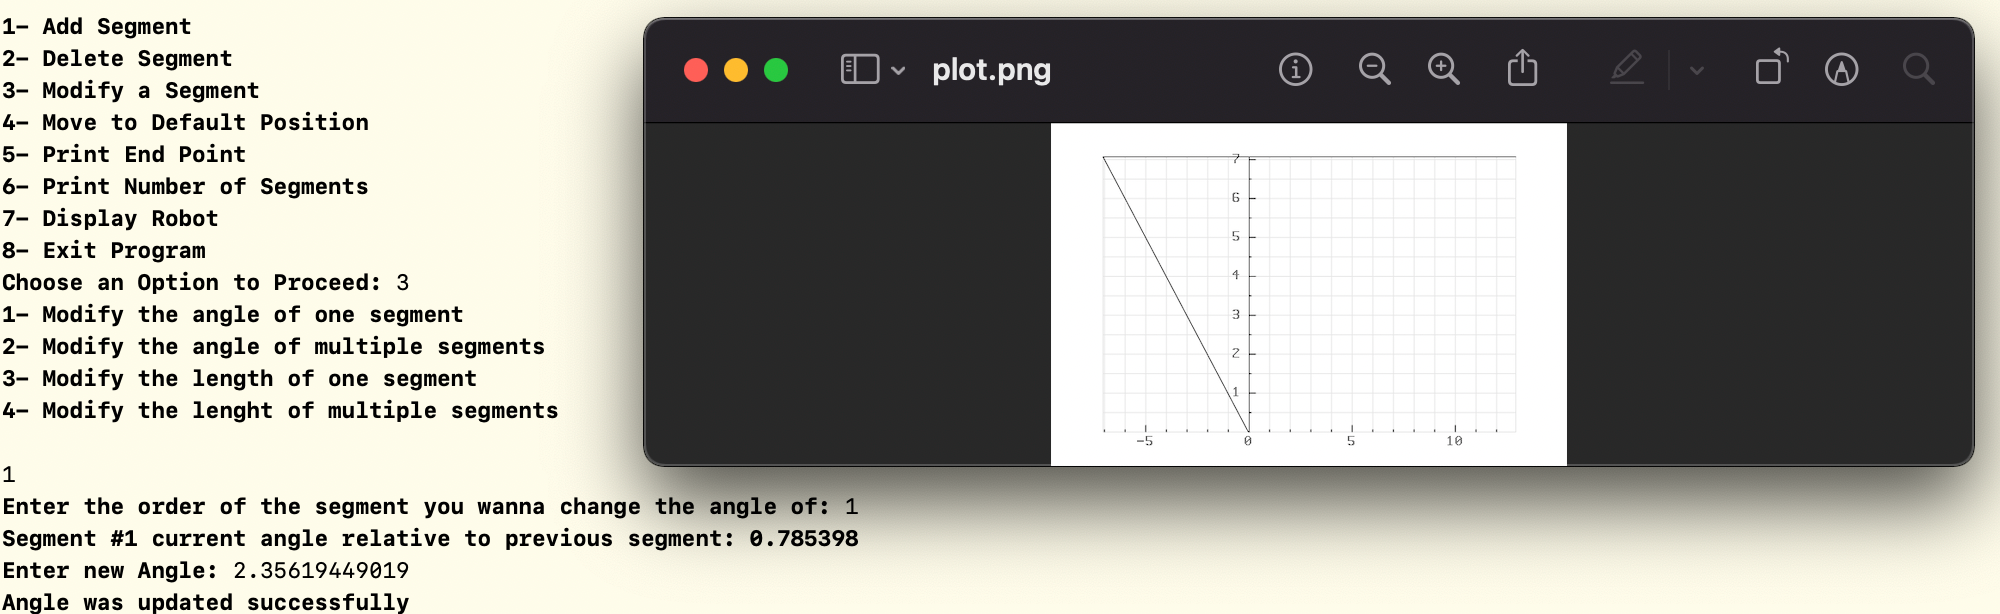 1- Add Segment
2- Delete Segment
3- Modify a Segment
4- Move to Default Position
5- Print End Point
6- Print Number of Segments
7- Display Robot
8- Exit Program
Choose an Option to Proceed: 3
1- Modify the angle of one segment
2- Modify the angle of multiple segments
3- Modify the length of one segment
4- Modify the lenght of multiple segments
1
Enter the order of the segment you wanna change the angle of: 1
Segment #1 current angle relative to previous segment: 0.785398
Enter new Angle: 2.35619449019
Angle was updated successfully
plot.png
7
6
5
4
3
2
1
-5 0 5 10